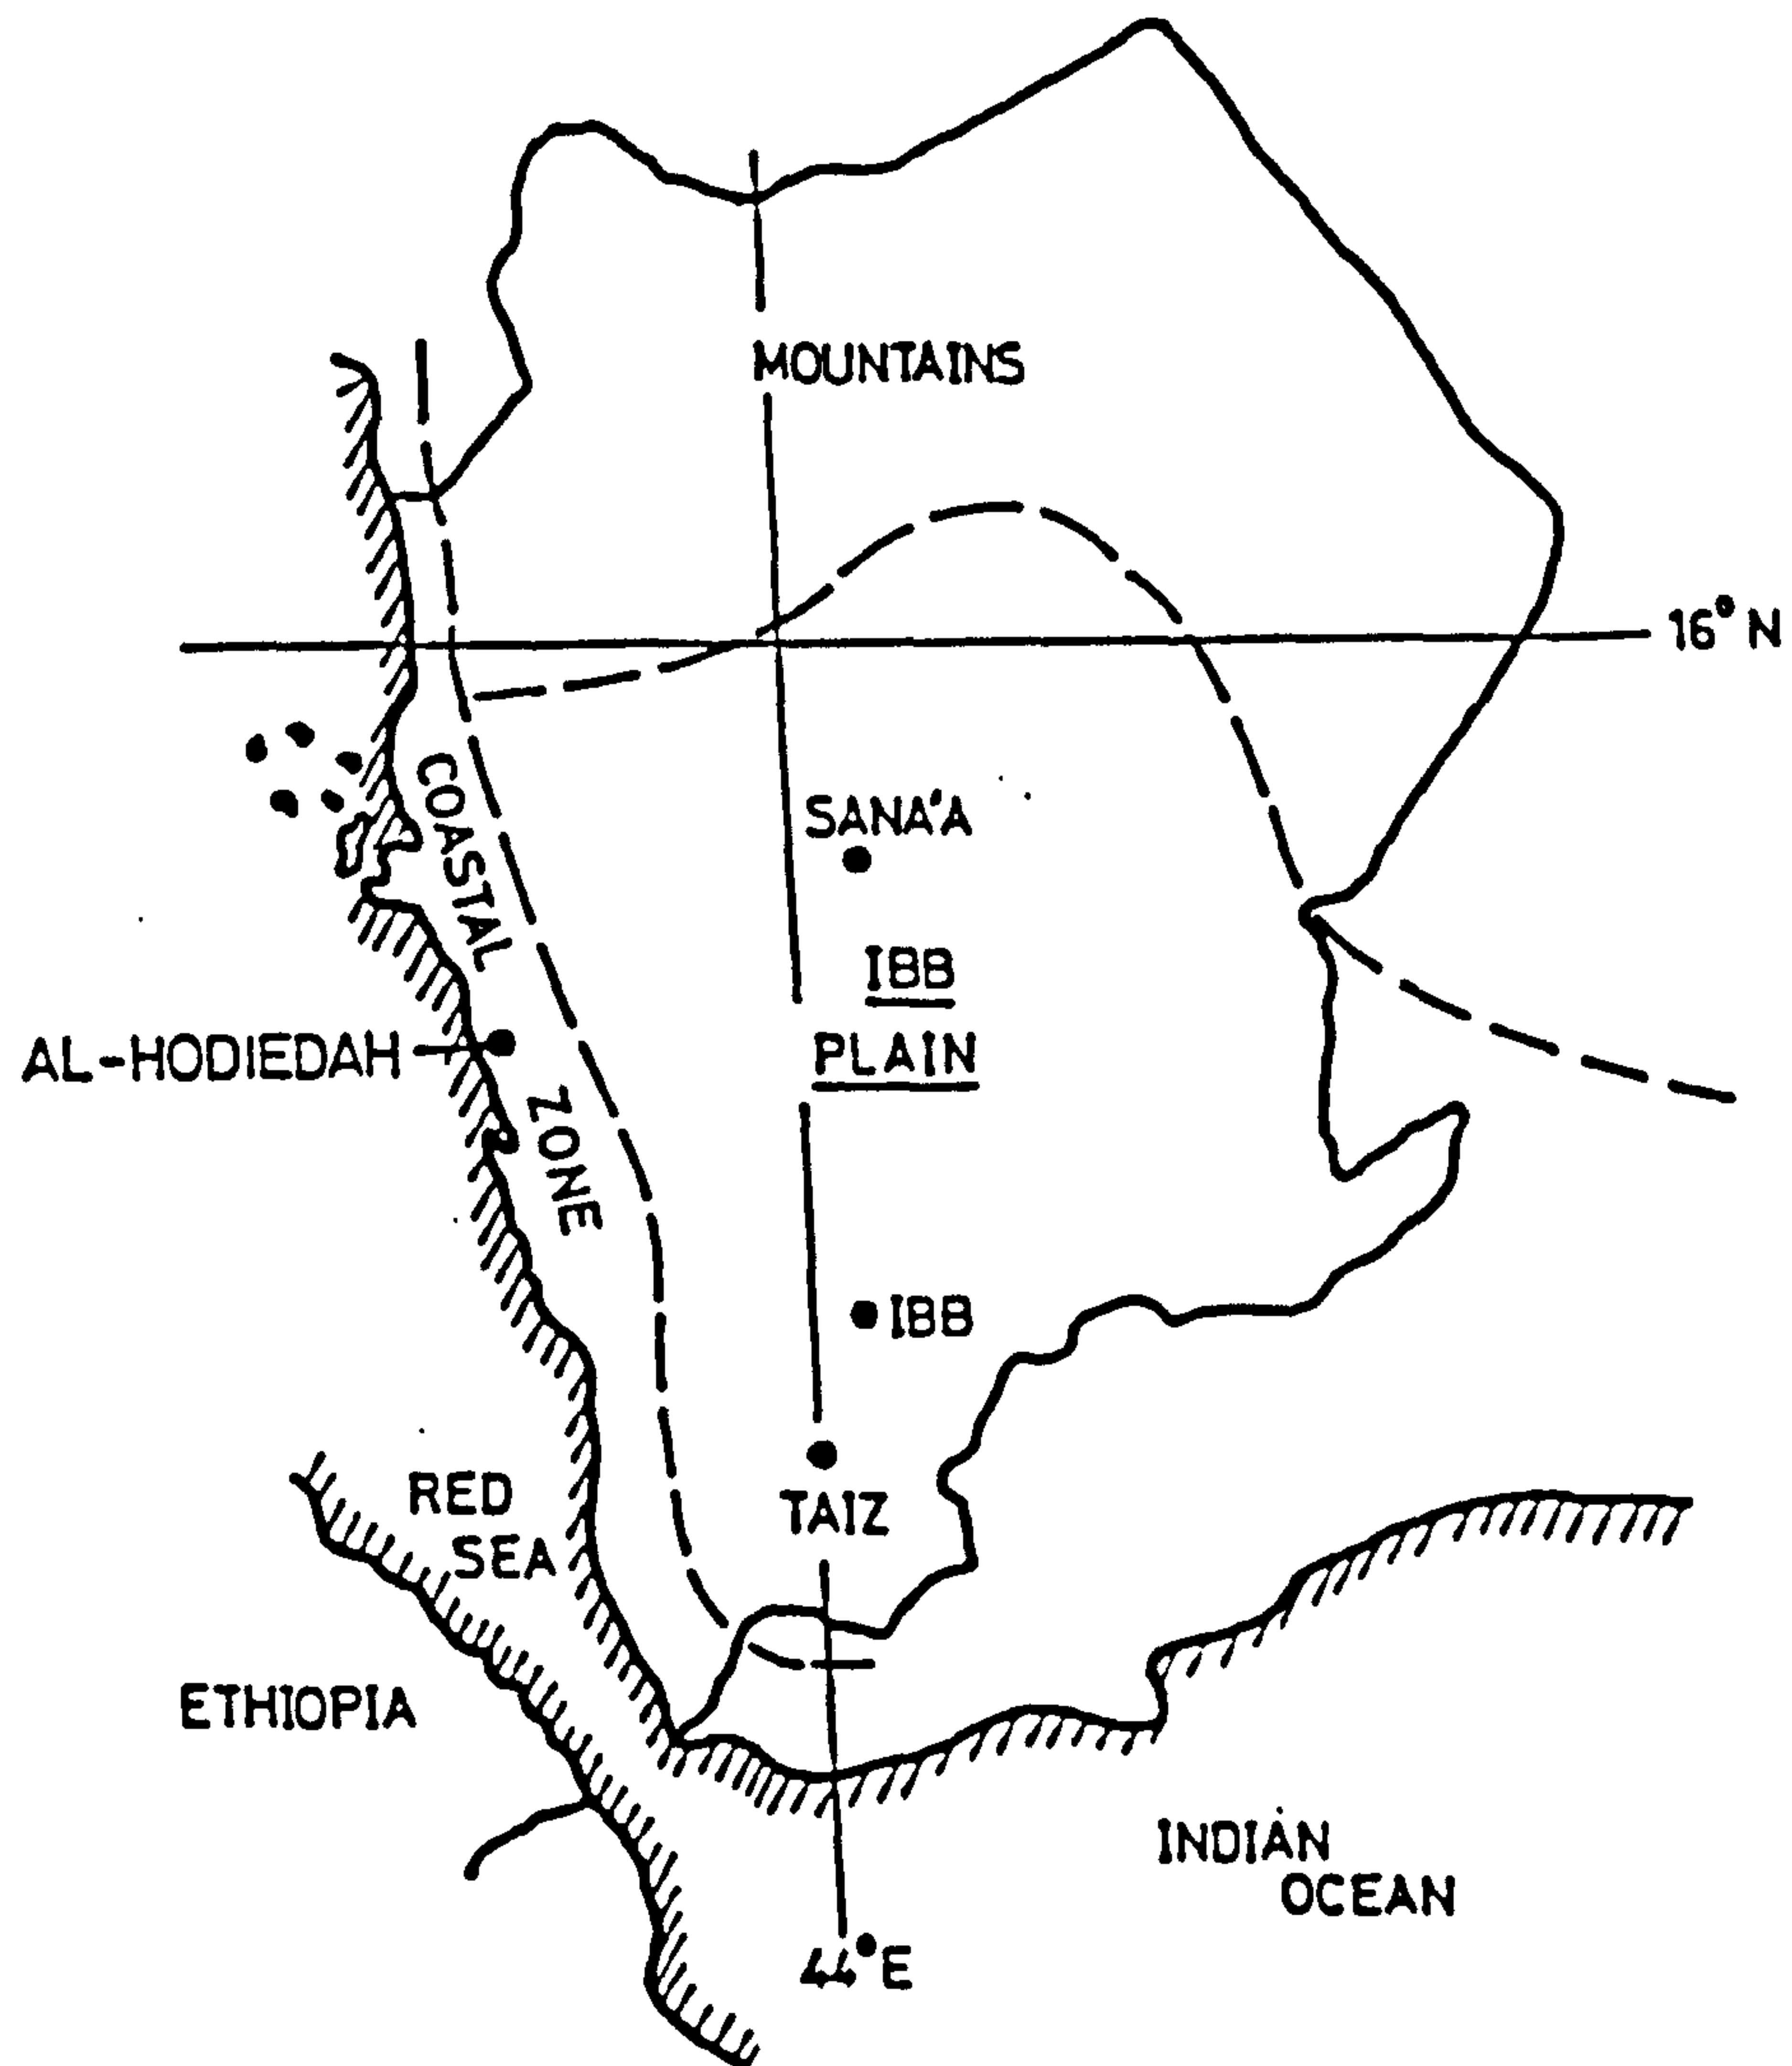 MOUNTAINS
16°N
COASTAL
ZONE
SANA'A
IBB
PLAIN
AL-HODIEDAH
IBB
RED
SEA
TAIZ
ETHIOPIA
INDIAN
OCEAN
44°E